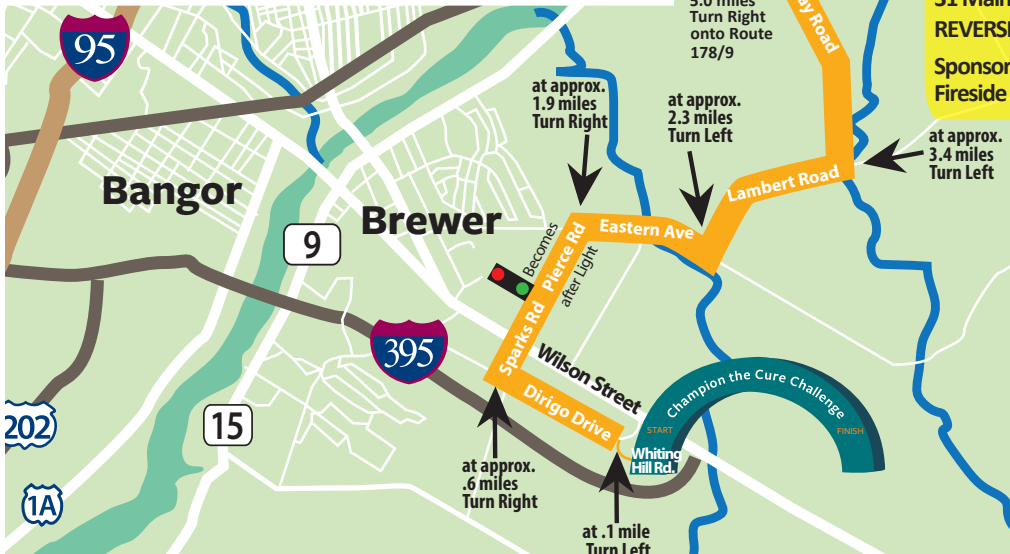 5.0 miles
Turn Right
onto Route
178/9
ay Road
31 Main
REVERS
Sponsor
Fireside
95
at approx.
1.9 miles
Turn Right
at approx.
2.3 miles
Turn Left
at approx.
3.4 miles
Turn Left
Bangor
Brewer
9
Lambert Road
Eastern Ave
Becomes
Pierce Rd
after Light
Sparks Rd
395
Wilson Street
Dirigo Drive
Champion the Cure Challenge
START
FINISH
Whiting
Hill Rd.
202
15
1A
at approx.
.6 miles
Turn Right
at .1 mile
Turn Left